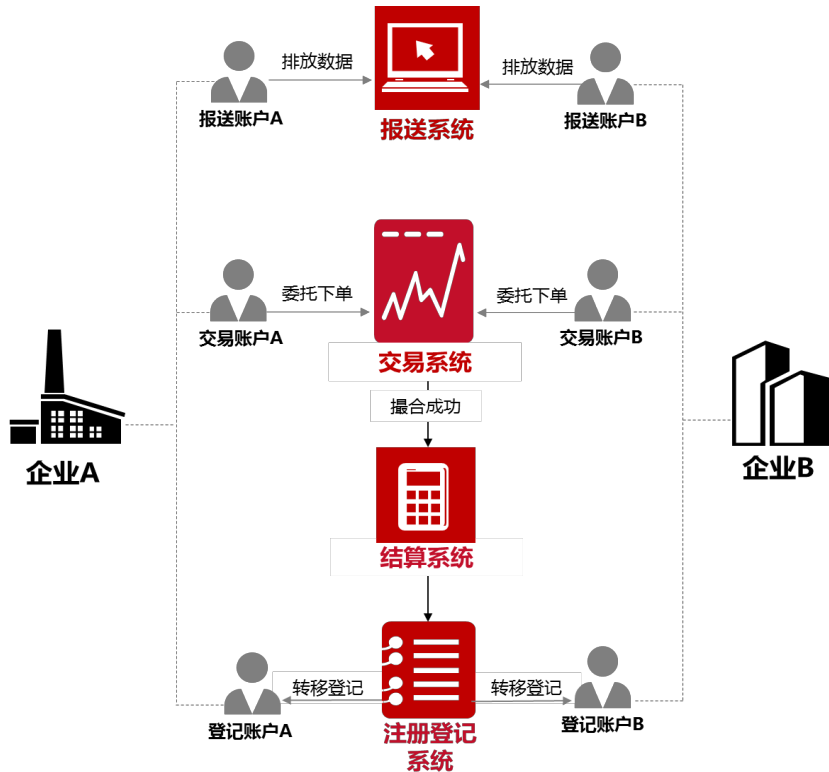 排放数据
排放数据
报送账户A
报送系统
报送账户B
委托下单
委托下单
交易账户A
交易系统
交易账户B
撮合成功
企业A
企业B
结算系统
转移登记
转移登记
登记账户A
注册登记
系统
登记账户B